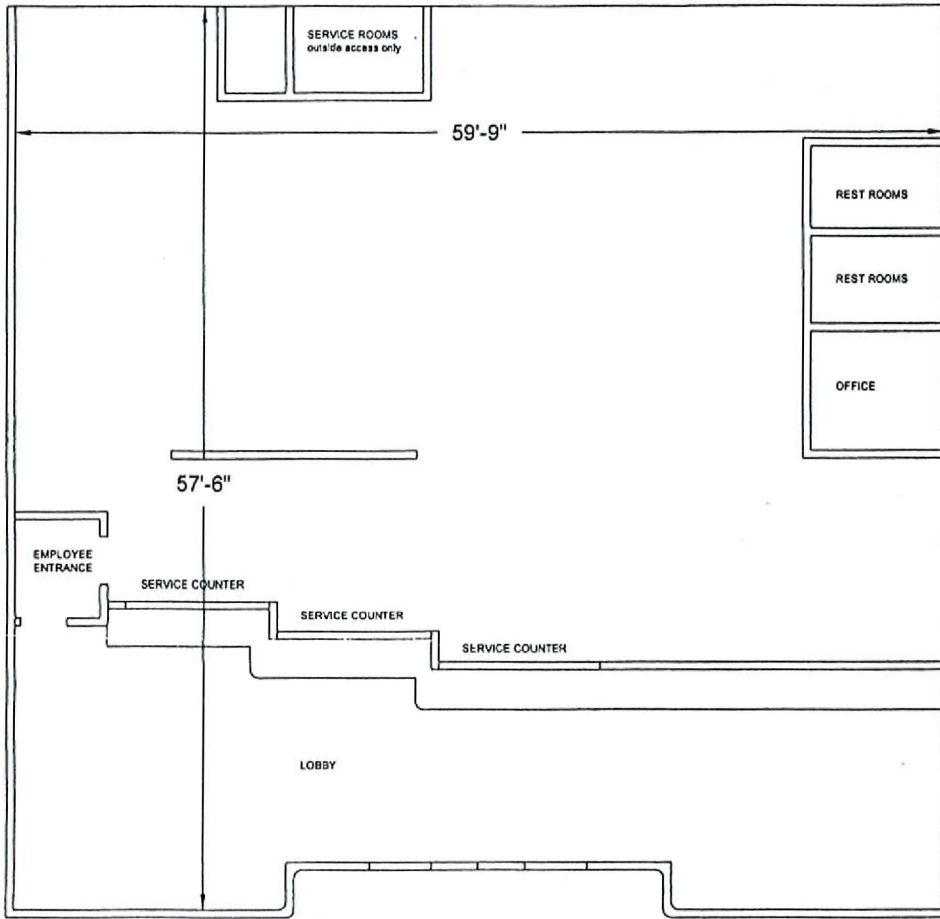 SERVICE ROOMS
outside access only
59'-9"
REST ROOMS
REST ROOMS
OFFICE
57'-6"
EMPLOYEE
ENTRANCE
SERVICE COUNTER
SERVICE COUNTER
SERVICE COUNTER
LOBBY